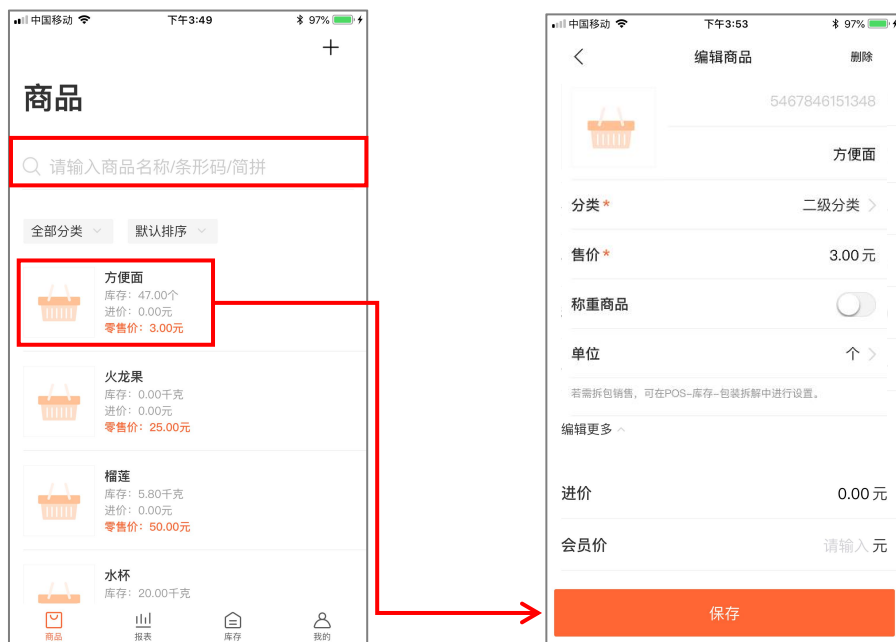 中国移动 下午3:49 97%
商品
请输入商品名称/条形码/简拼
全部分类 默认排序
方便面
库存：47.00个
进价：0.00元
零售价：3.00元
火龙果
库存：0.00千克
进价：0.00元
零售价：25.00元
榴莲
库存：5.80千克
进价：0.00元
零售价：50.00元
水杯
库存：20.00千克
商品 报表 库存 我的
中国移动 下午3:53 97%
编辑商品 删除
5467846151348
方便面
分类* 二级分类
售价* 3.00 元
称重商品
单位 个
若需拆包销售，可在POS-库存-包装拆解中进行设置。
编辑更多
进价 0.00 元
会员价 请输入 元
保存